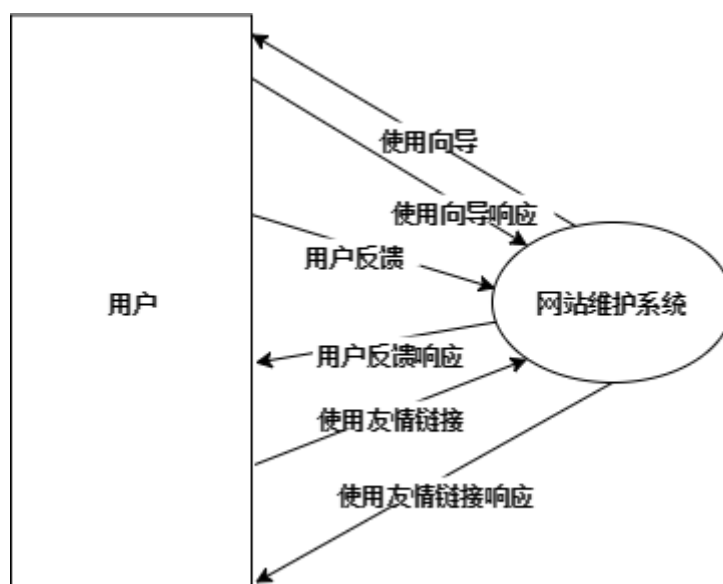 使用向导
使用向导响应
用户反馈
用户
网站维护系统
用户反馈响应
使用友情链接
使用友情链接响应